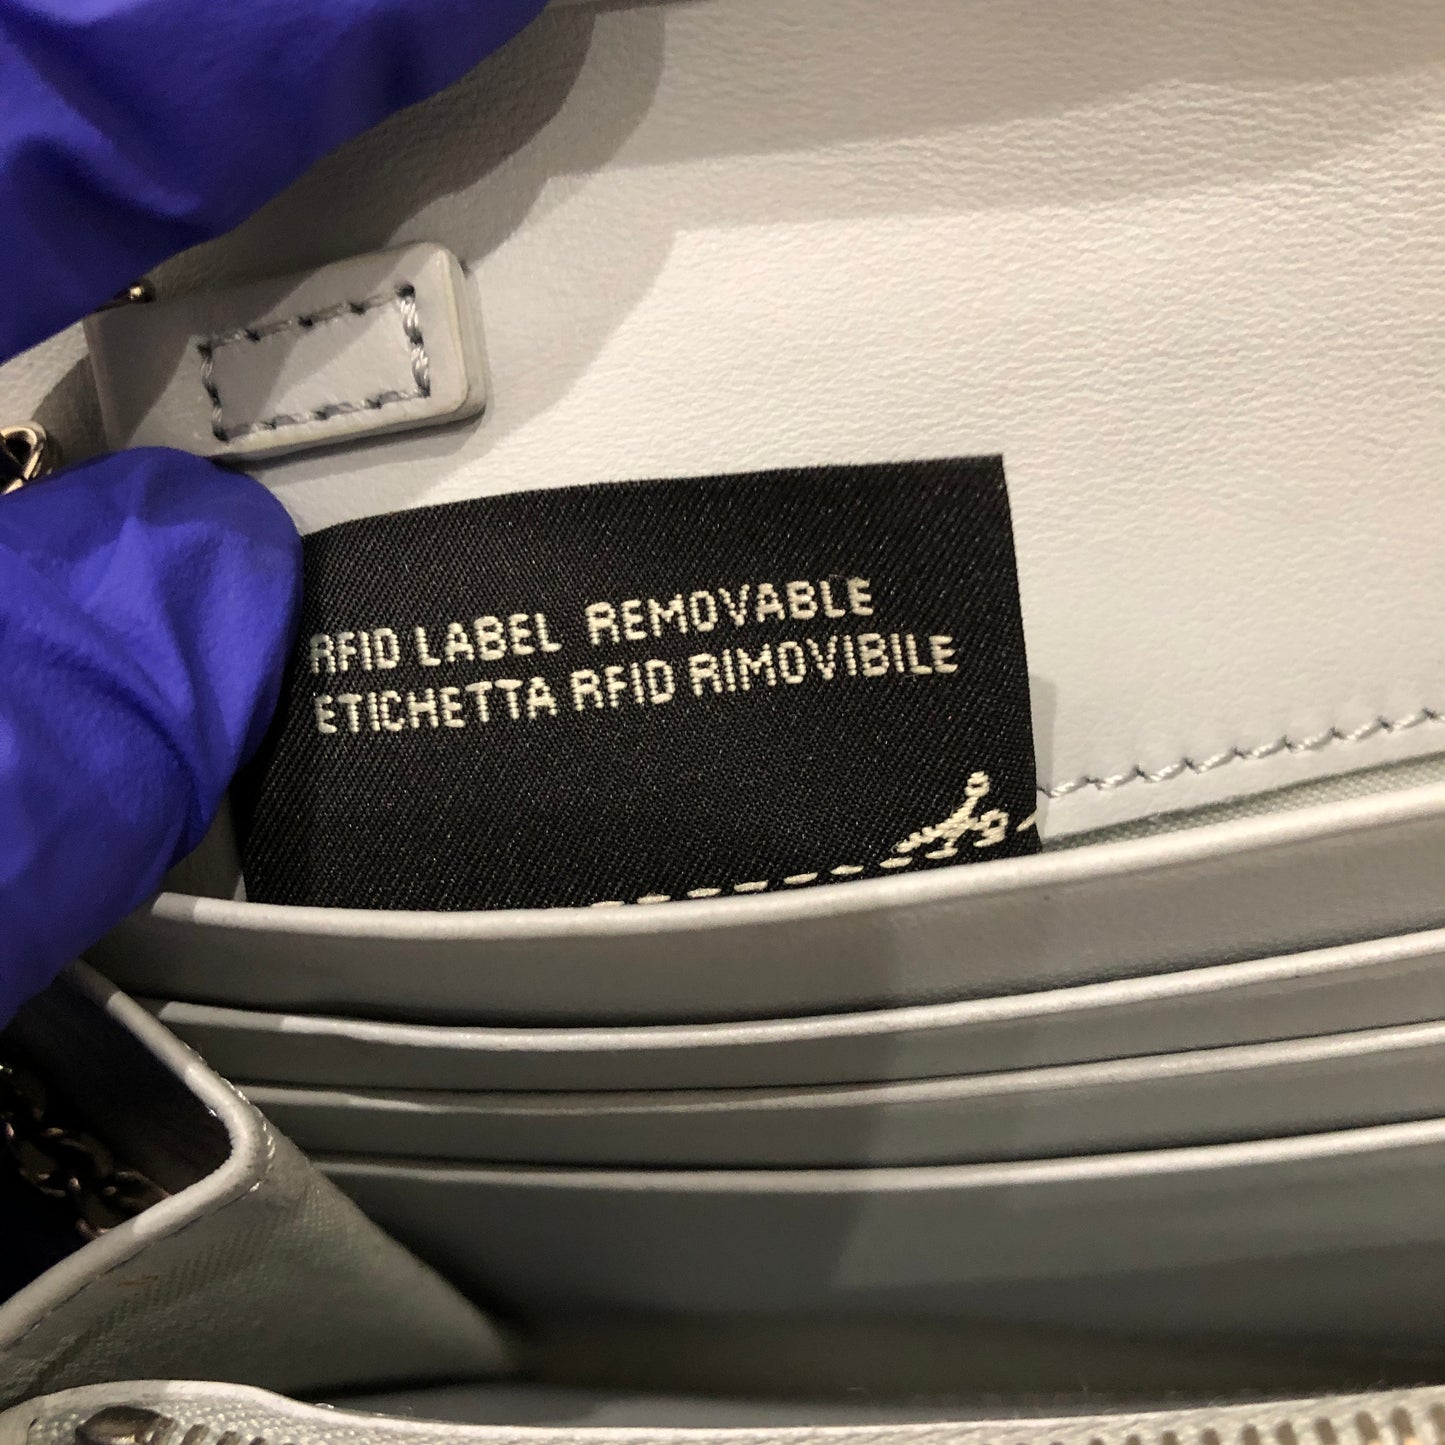 RFID LABEL REMOVABLE
ETICHETTA RFID RIMOVIBILE